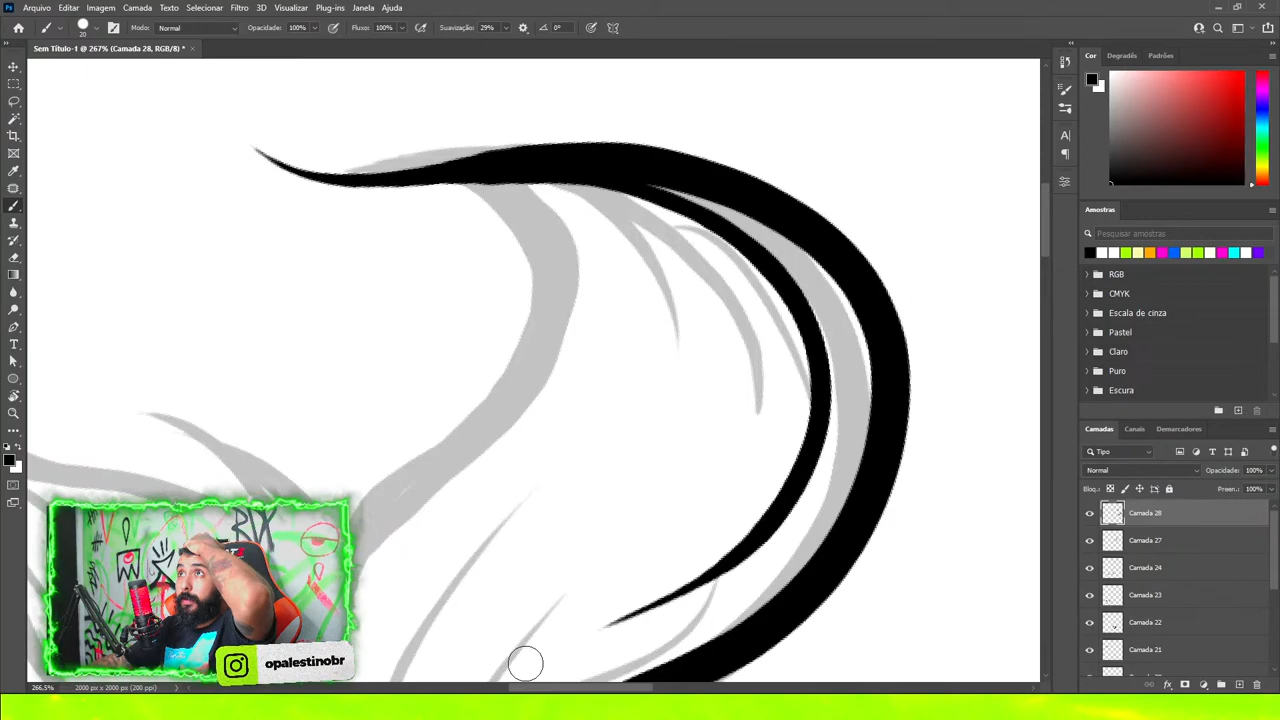 Arquivo Editar Imagem Camada Texto Selecionar Filtro 3D Visualizar Plug-ins Janela Ajuda
20 Modo: Normal Opacidade: 100% Fluxo: 100% Suavização: 29% 0°
Sem Título-1 @ 267% (Camada 28, RGB/8) *
Cor Degradês Padrões
Amostras
Pesquisar amostras
RGB
CMYK
Escala de cinza
Pastel
Claro
Puro
Escura
Camadas Canais Demarcadores
Tipo
Normal Opacidade: 100%
Bloq.: Preen.: 100%
Camada 28
Camada 27
Camada 24
Camada 23
Camada 22
Camada 21
opalestinobr
266,5% 2000 px x 2000 px (200 ppi)